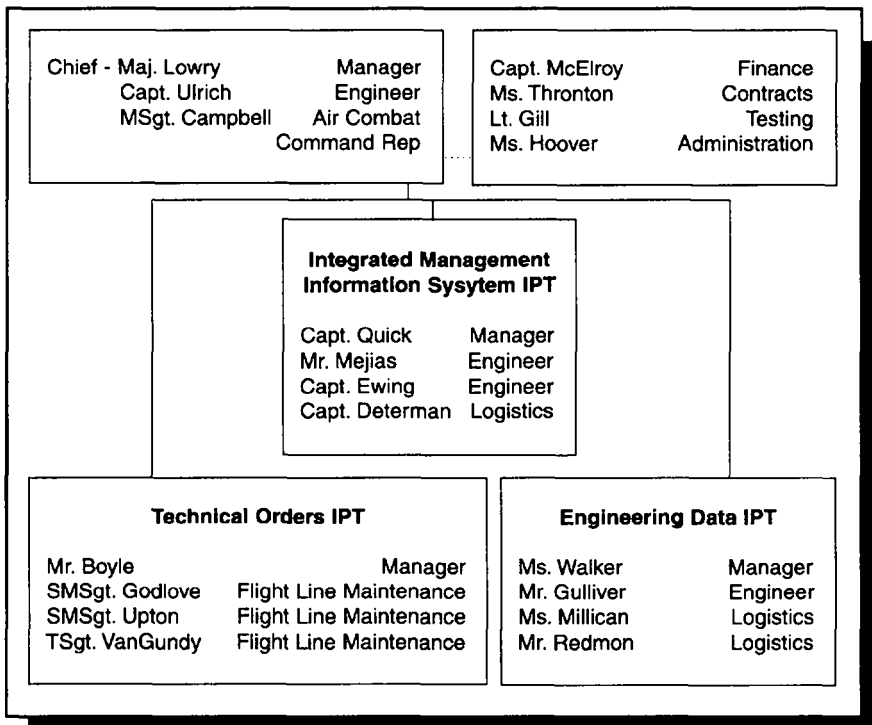 Chief - Maj. Lowry Manager
Capt. Ulrich Engineer
MSgt. Campbell Air Combat
Command Rep
Capt. McElroy Finance
Ms. Thronton Contracts
Lt. Gill Testing
Ms. Hoover Administration
Integrated Management
Information Sysytem IPT
Capt. Quick Manager
Mr. Mejias Engineer
Capt. Ewing Engineer
Capt. Determan Logistics
Technical Orders IPT
Mr. Boyle Manager
SMSgt. Godlove Flight Line Maintenance
SMSgt. Upton Flight Line Maintenance
TSgt. VanGundy Flight Line Maintenance
Engineering Data IPT
Ms. Walker Manager
Mr. Gulliver Engineer
Ms. Millican Logistics
Mr. Redmon Logistics